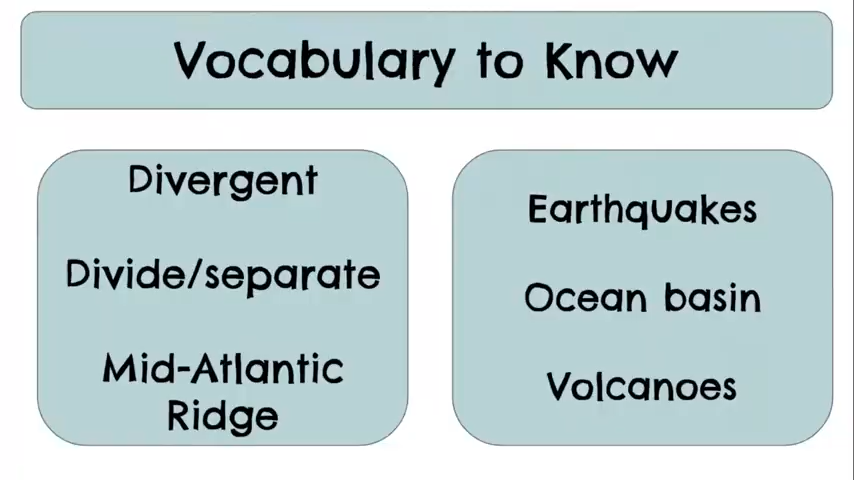 Vocabulary to Know
Divergent
Divide/separate
Mid-Atlantic
Ridge
Earthquakes
Ocean basin
Volcanoes